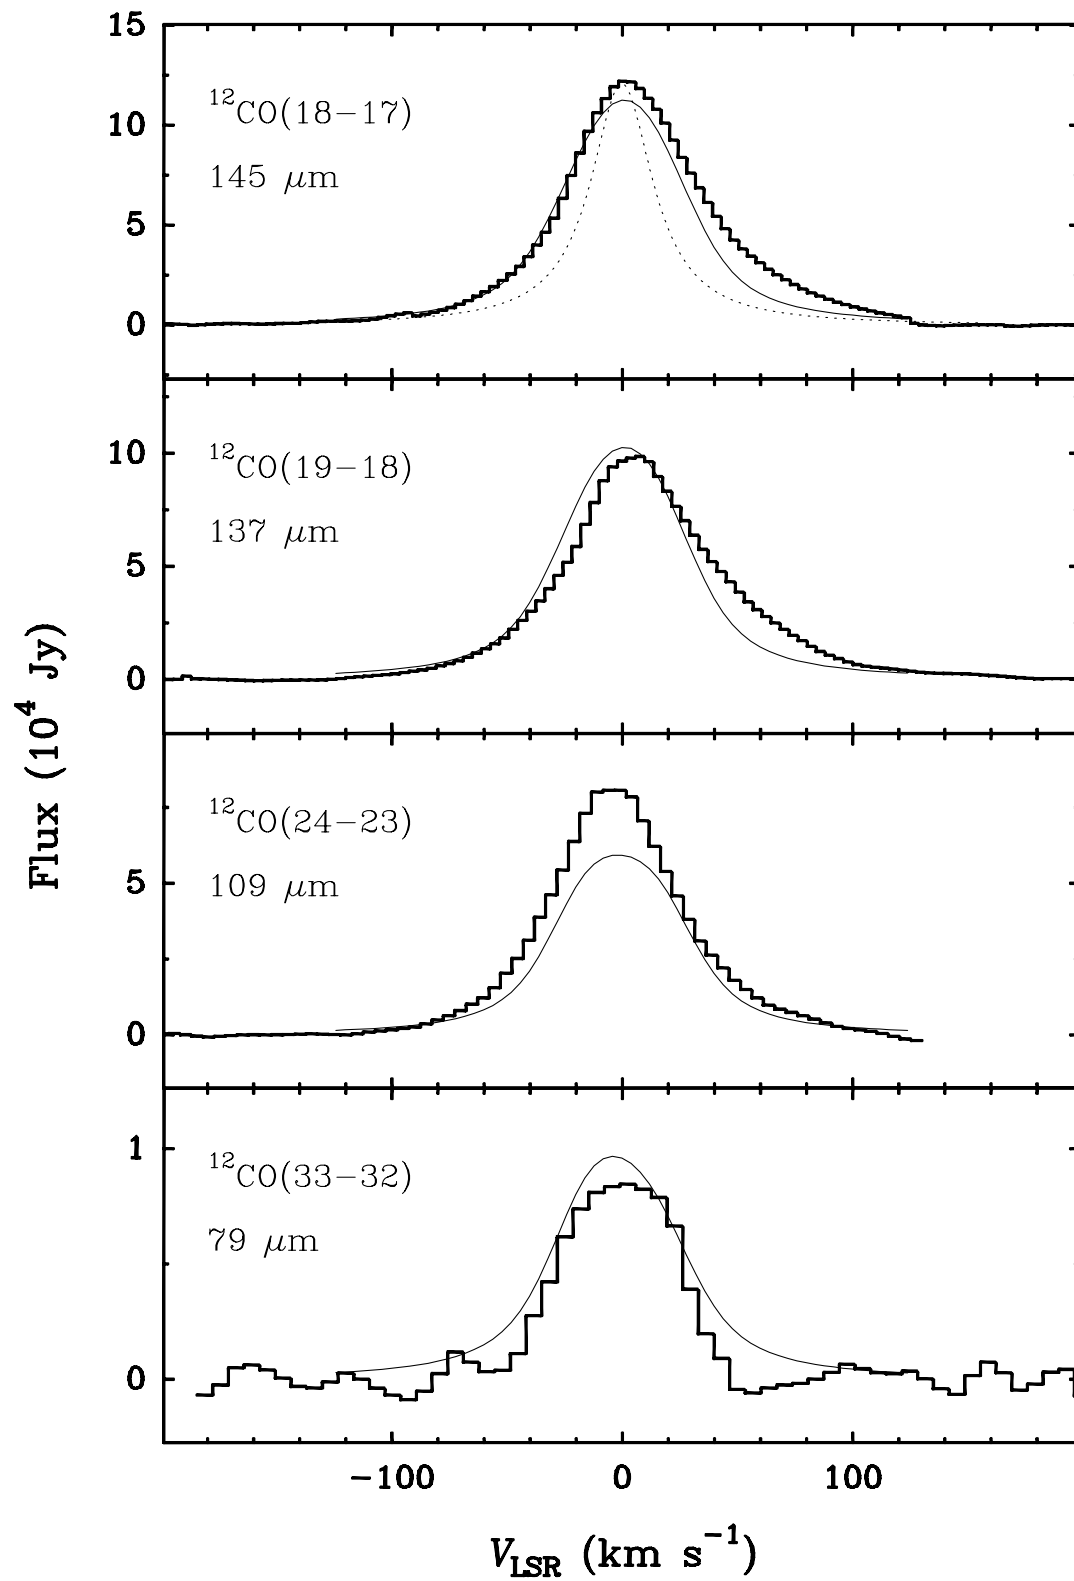 15
10
5
0
¹²CO(18−17)
145 μm
10
5
0
¹²CO(19−18)
137 μm
5
0
¹²CO(24−23)
109 μm
1
0
¹²CO(33−32)
79 μm
Flux (10⁴ Jy)
−100 0 100
V_LSR (km s⁻¹)